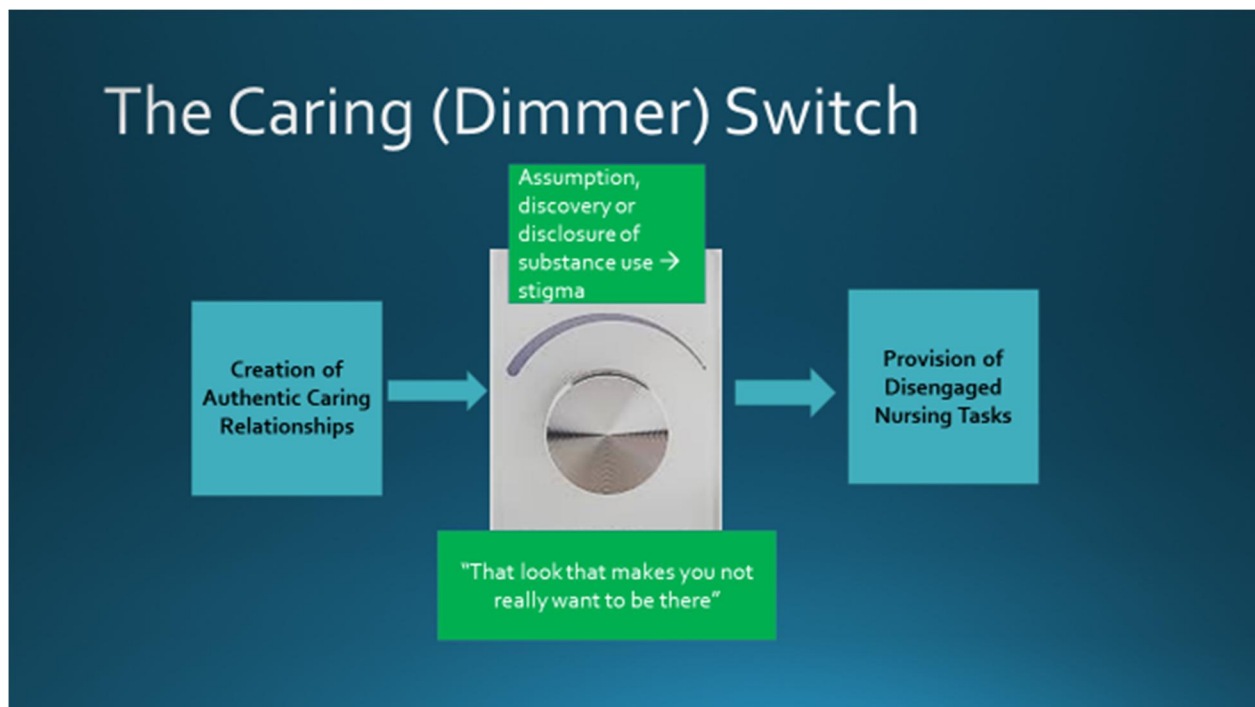 The Caring (Dimmer) Switch
Assumption,
discovery or
disclosure of
substance use →
stigma
Creation of
Authentic Caring
Relationships
Provision of
Disengaged
Nursing Tasks
“That look that makes you not
really want to be there”